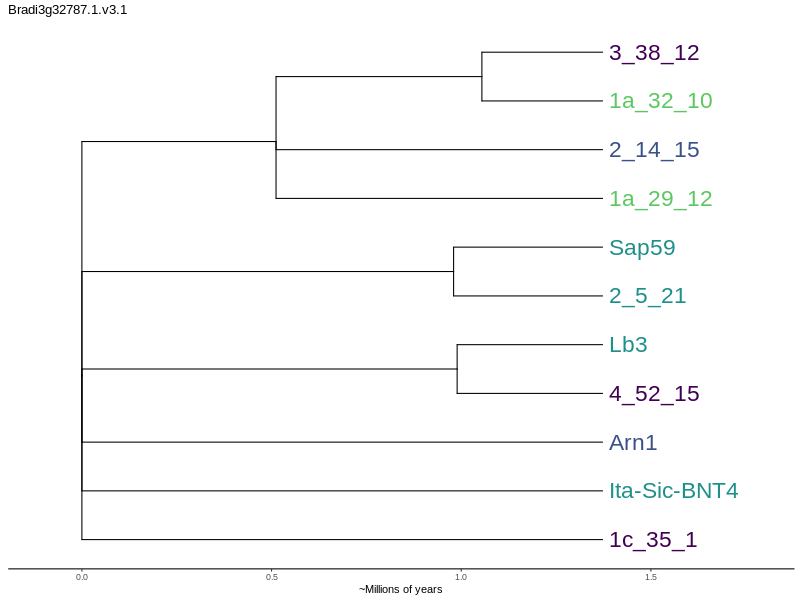 Bradi3g32787.1.v3.1
3_38_12
1a_32_10
2_14_15
1a_29_12
Sap59
2_5_21
Lb3
4_52_15
Arn1
Ita-Sic-BNT4
1c_35_1
0.0 0.5 1.0 1.5
~Millions of years